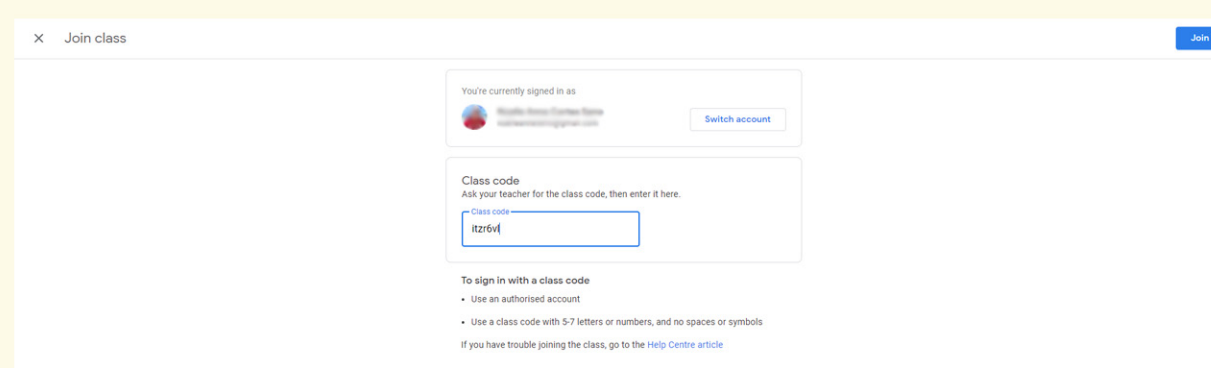 × Join class
Join
You're currently signed in as
Switch account
Class code
Ask your teacher for the class code, then enter it here.
Class code
itzr6v
To sign in with a class code
• Use an authorised account
• Use a class code with 5-7 letters or numbers, and no spaces or symbols
If you have trouble joining the class, go to the Help Centre article